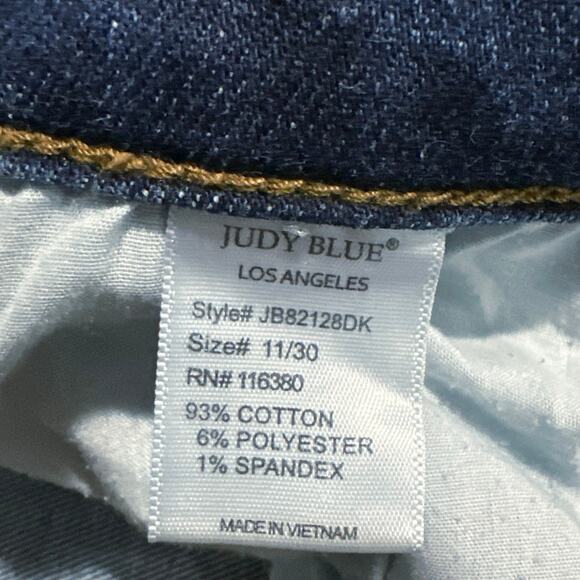 JUDY BLUE®
LOS ANGELES
Style# JB82128DK
Size# 11/30
RN# 116380
93% COTTON
6% POLYESTER
1% SPANDEX
MADE IN VIETNAM